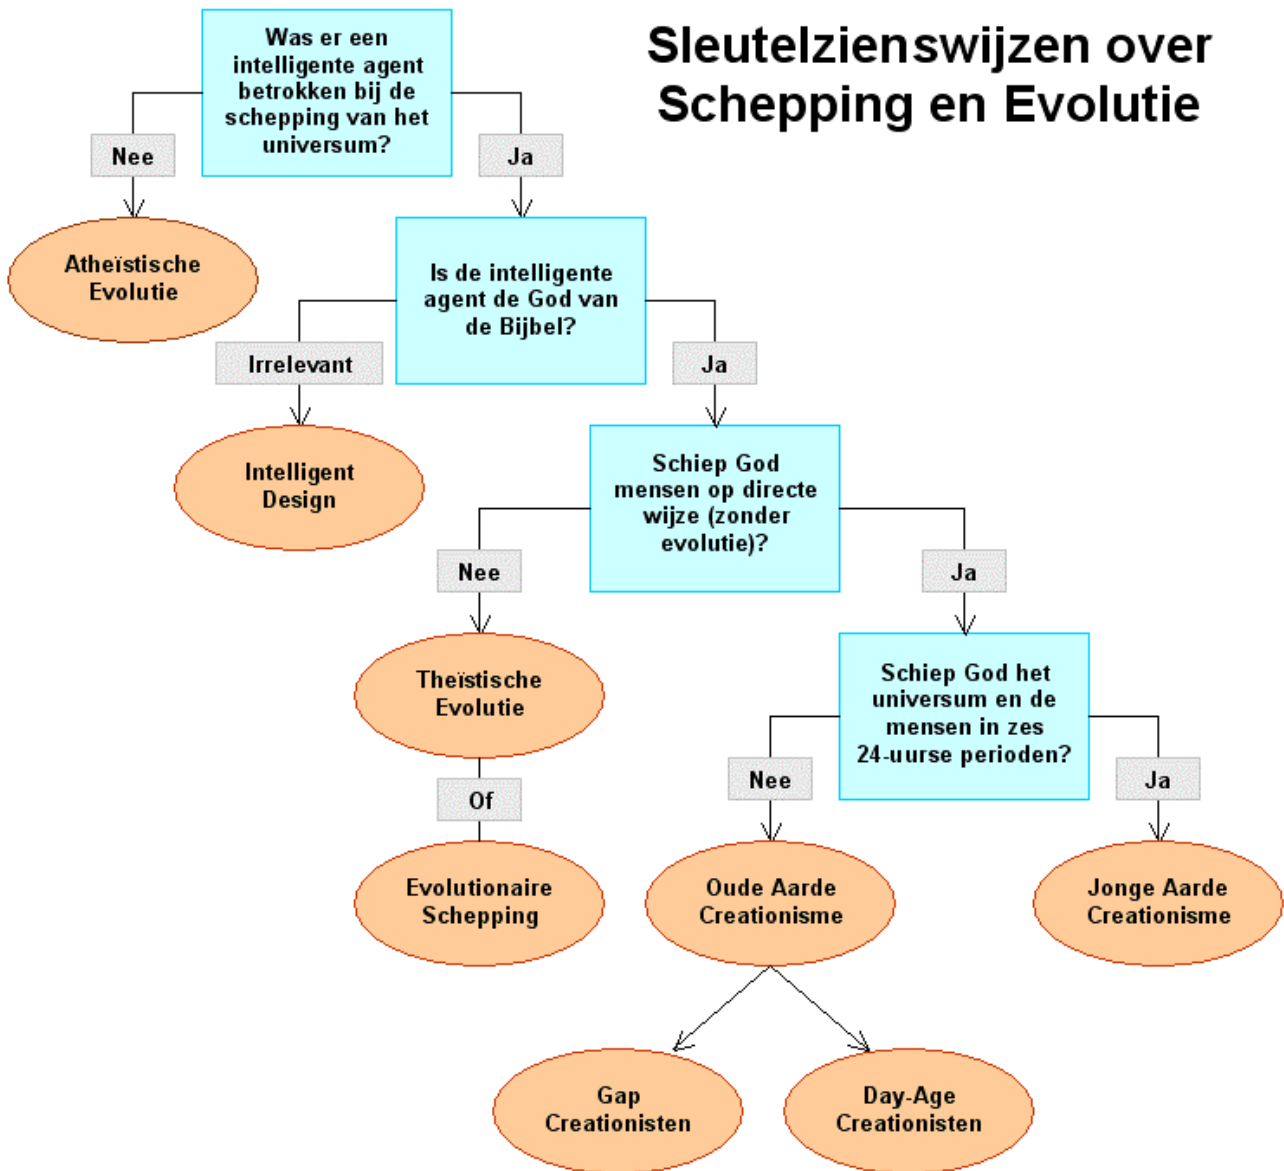 Sleutelzienswijzen over
Schepping en Evolutie
Was er een
intelligente agent
betrokken bij de
schepping van het
universum?
Nee
Ja
Atheïstische
Evolutie
Is de intelligente
agent de God van
de Bijbel?
Irrelevant
Ja
Intelligent
Design
Schiep God
mensen op directe
wijze (zonder
evolutie)?
Nee
Ja
Theïstische
Evolutie
Of
Evolutionaire
Schepping
Schiep God het
universum en de
mensen in zes
24-uurse perioden?
Nee
Ja
Oude Aarde
Creationisme
Jonge Aarde
Creationisme
Gap
Creationisten
Day-Age
Creationisten